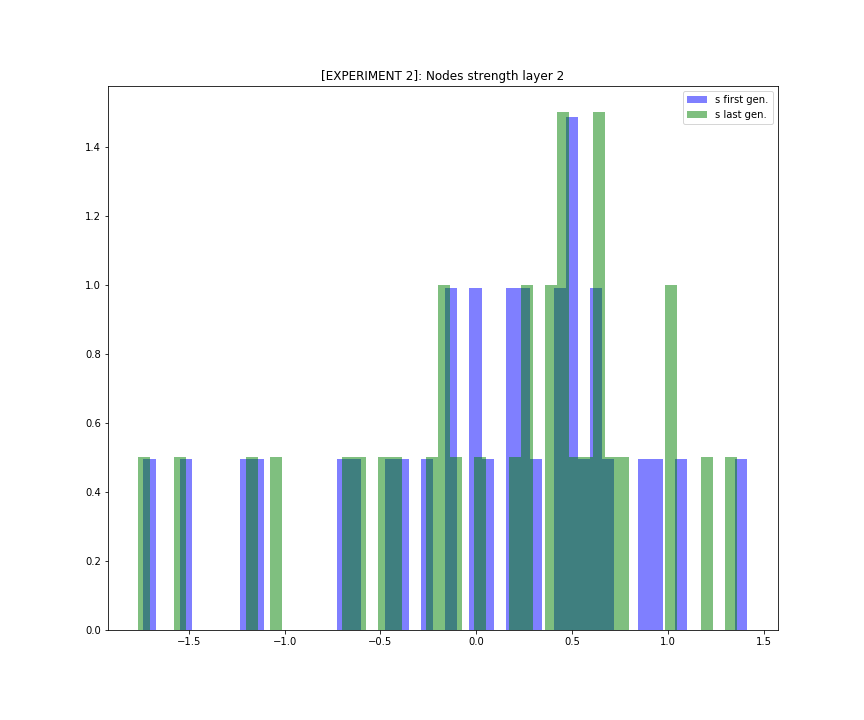 [EXPERIMENT 2]: Nodes strength layer 2
s first gen.
s last gen.
1.4
1.2
1.0
0.8
0.6
0.4
0.2
0.0
−1.5 −1.0 −0.5 0.0 0.5 1.0 1.5